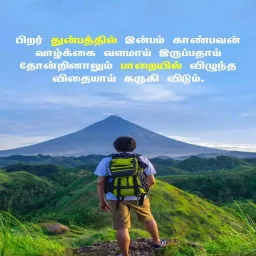 பிறர் துன்பத்தில் இன்பம் காண்பவன்
வாழ்க்கை வளமாய் இருப்பதாய்
தோன்றினாலும் பாறையில் விழுந்த
விதையாய் கருகி விடும்.